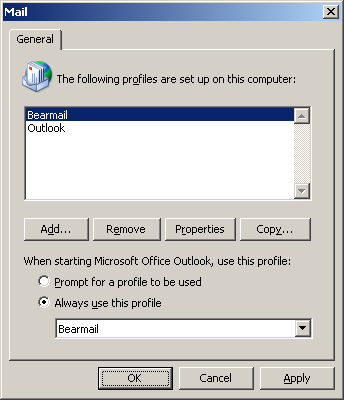 Mail
General
The following profiles are set up on this computer:
Bearmail
Outlook
Add...
Remove
Properties
Copy...
When starting Microsoft Office Outlook, use this profile:
Prompt for a profile to be used
Always use this profile
Bearmail
OK
Cancel
Apply